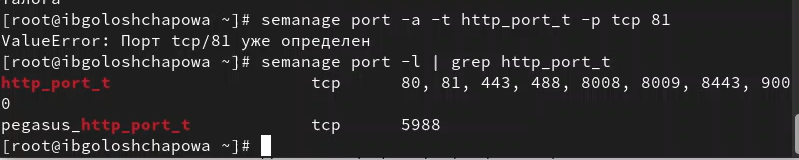 [root@ibgoloshchapowa ~]# semanage port -a -t http_port_t -p tcp 81
ValueError: Порт tcp/81 уже определен
[root@ibgoloshchapowa ~]# semanage port -l | grep http_port_t
http_port_t                    tcp      80, 81, 443, 488, 8008, 8009, 8443, 900
0
pegasus_http_port_t            tcp      5988
[root@ibgoloshchapowa ~]#